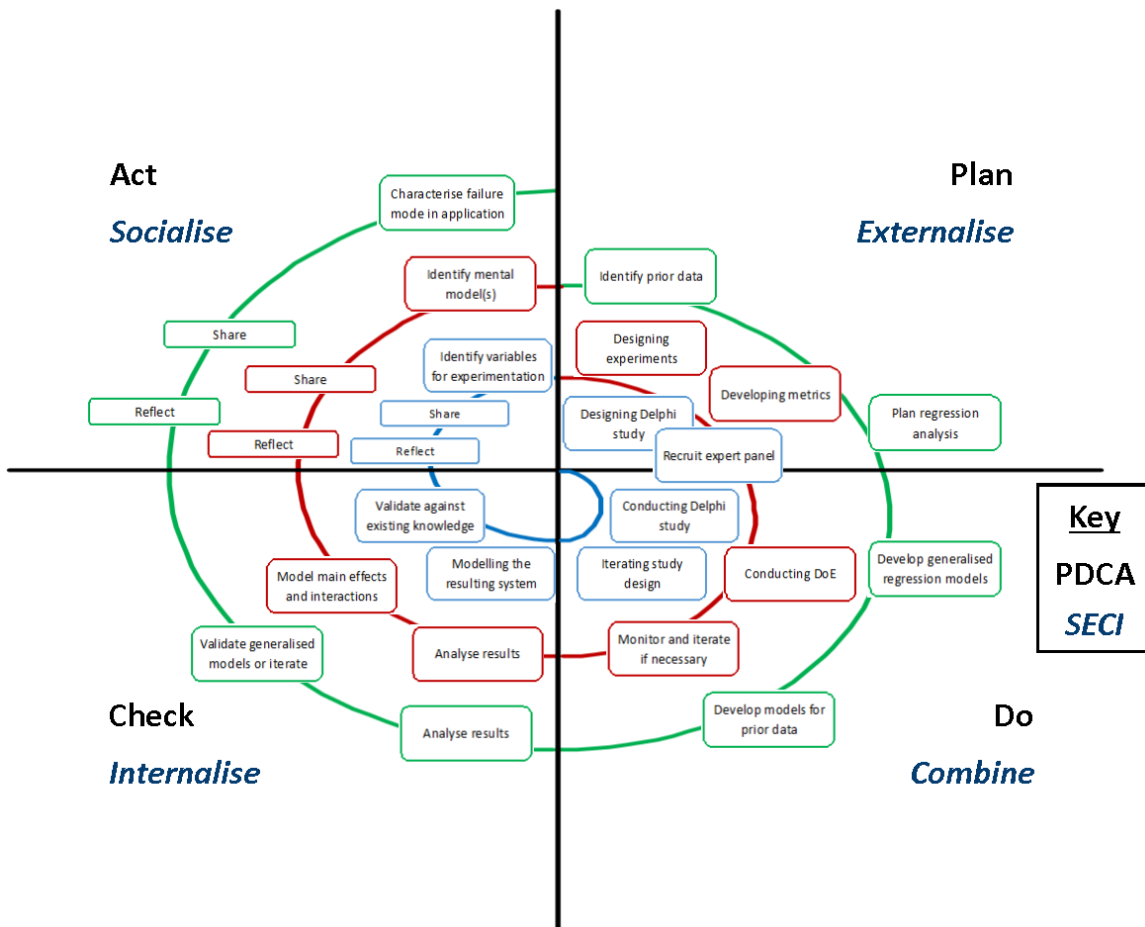 Act
Socialise
Plan
Externalise
Characterise failure
mode in application
Identify mental
model(s)
Identify prior data
Share
Designing
experiments
Identify variables
for experimentation
Share
Developing metrics
Reflect
Share
Designing Delphi
study
Plan regression
analysis
Reflect
Reflect
Recruit expert panel
Validate against
existing knowledge
Conducting Delphi
study
Modelling the
resulting system
Iterating study
design
Model main effects
and interactions
Conducting DoE
Develop generalised
regression models
Validate generalised
models or iterate
Analyse results
Monitor and iterate
if necessary
Analyse results
Develop models for
prior data
Check
Internalise
Do
Combine
Key
PDCA
SECI